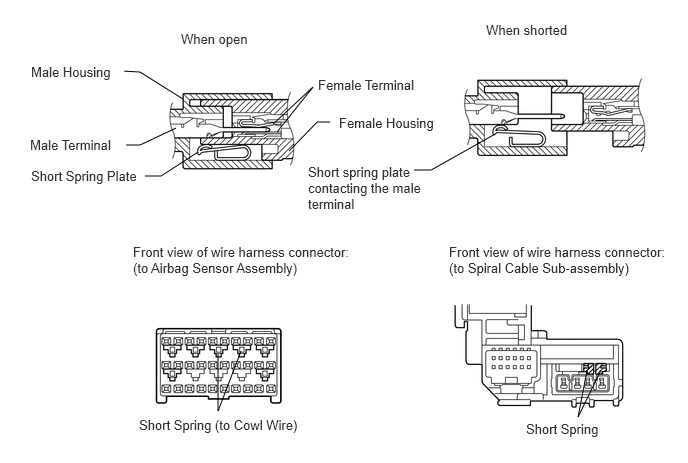 When open
When shorted
Male Housing
Female Terminal
Female Housing
Male Terminal
Short Spring Plate
Short spring plate
contacting the male
terminal
Front view of wire harness connector:
(to Airbag Sensor Assembly)
Front view of wire harness connector:
(to Spiral Cable Sub-assembly)
Short Spring (to Cowl Wire)
Short Spring